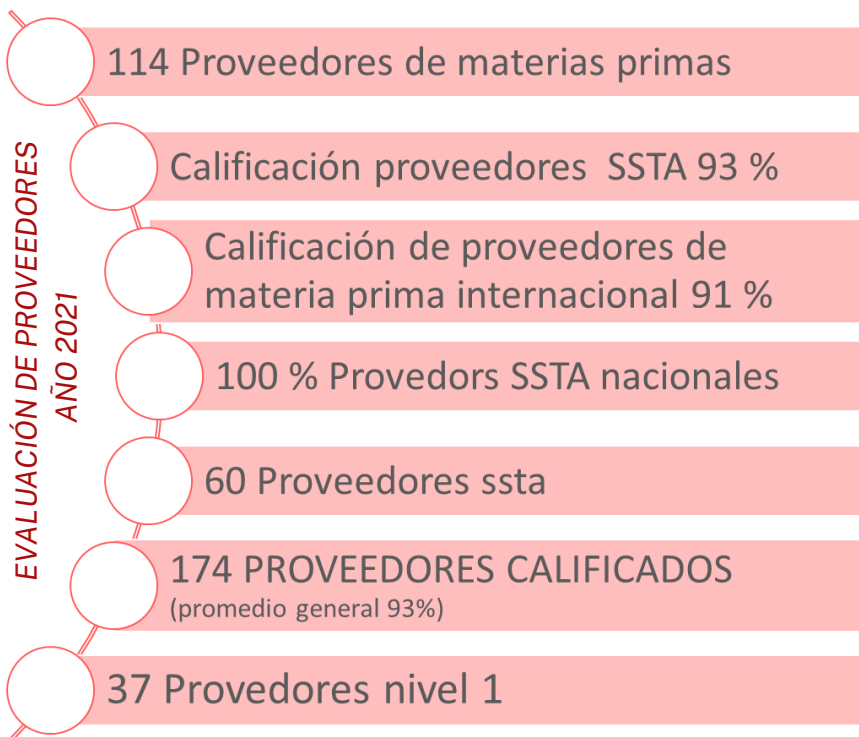 EVALUACIÓN DE PROVEEDORES
AÑO 2021
114 Proveedores de materias primas
Calificación proveedores SSTA 93 %
Calificación de proveedores de
materia prima internacional 91 %
100 % Provedors SSTA nacionales
60 Proveedores ssta
174 PROVEEDORES CALIFICADOS
(promedio general 93%)
37 Provedores nivel 1